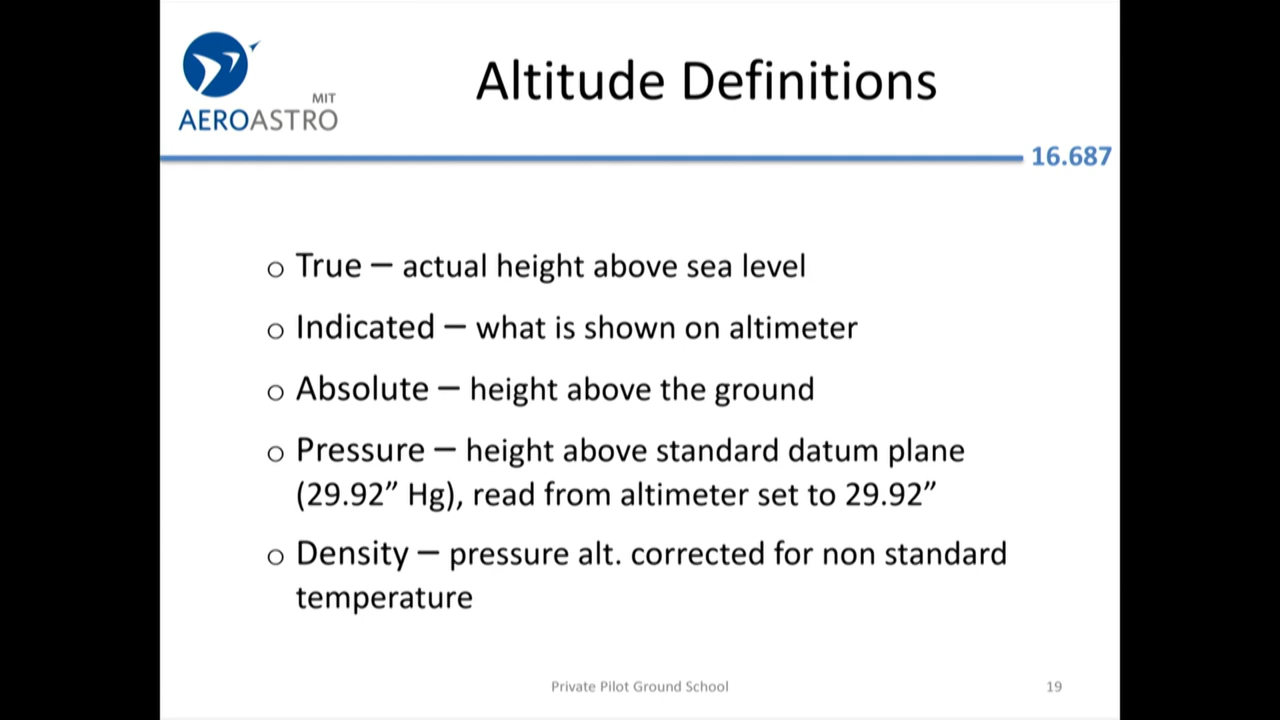 MIT
AEROASTRO
Altitude Definitions
16.687
o True – actual height above sea level
o Indicated – what is shown on altimeter
o Absolute – height above the ground
o Pressure – height above standard datum plane
(29.92” Hg), read from altimeter set to 29.92”
o Density – pressure alt. corrected for non standard
temperature
Private Pilot Ground School
19